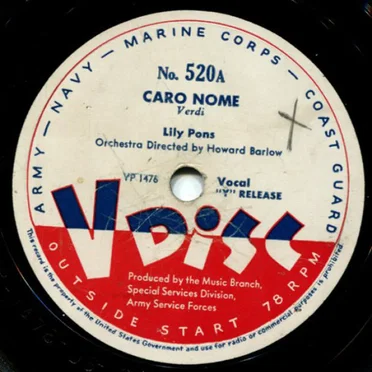 ARMY — NAVY — MARINE CORPS — COAST GUARD
No. 520A
CARO NOME
Verdi
Lily Pons
Orchestra Directed by Howard Barlow
VP 1476
Vocal
"Y" RELEASE
V DISC
OUTSIDE START 78 RPM
Produced by the Music Branch,
Special Services Division,
Army Service Forces
This record is the property of the United States Government and use for radio or commercial purposes is prohibited.